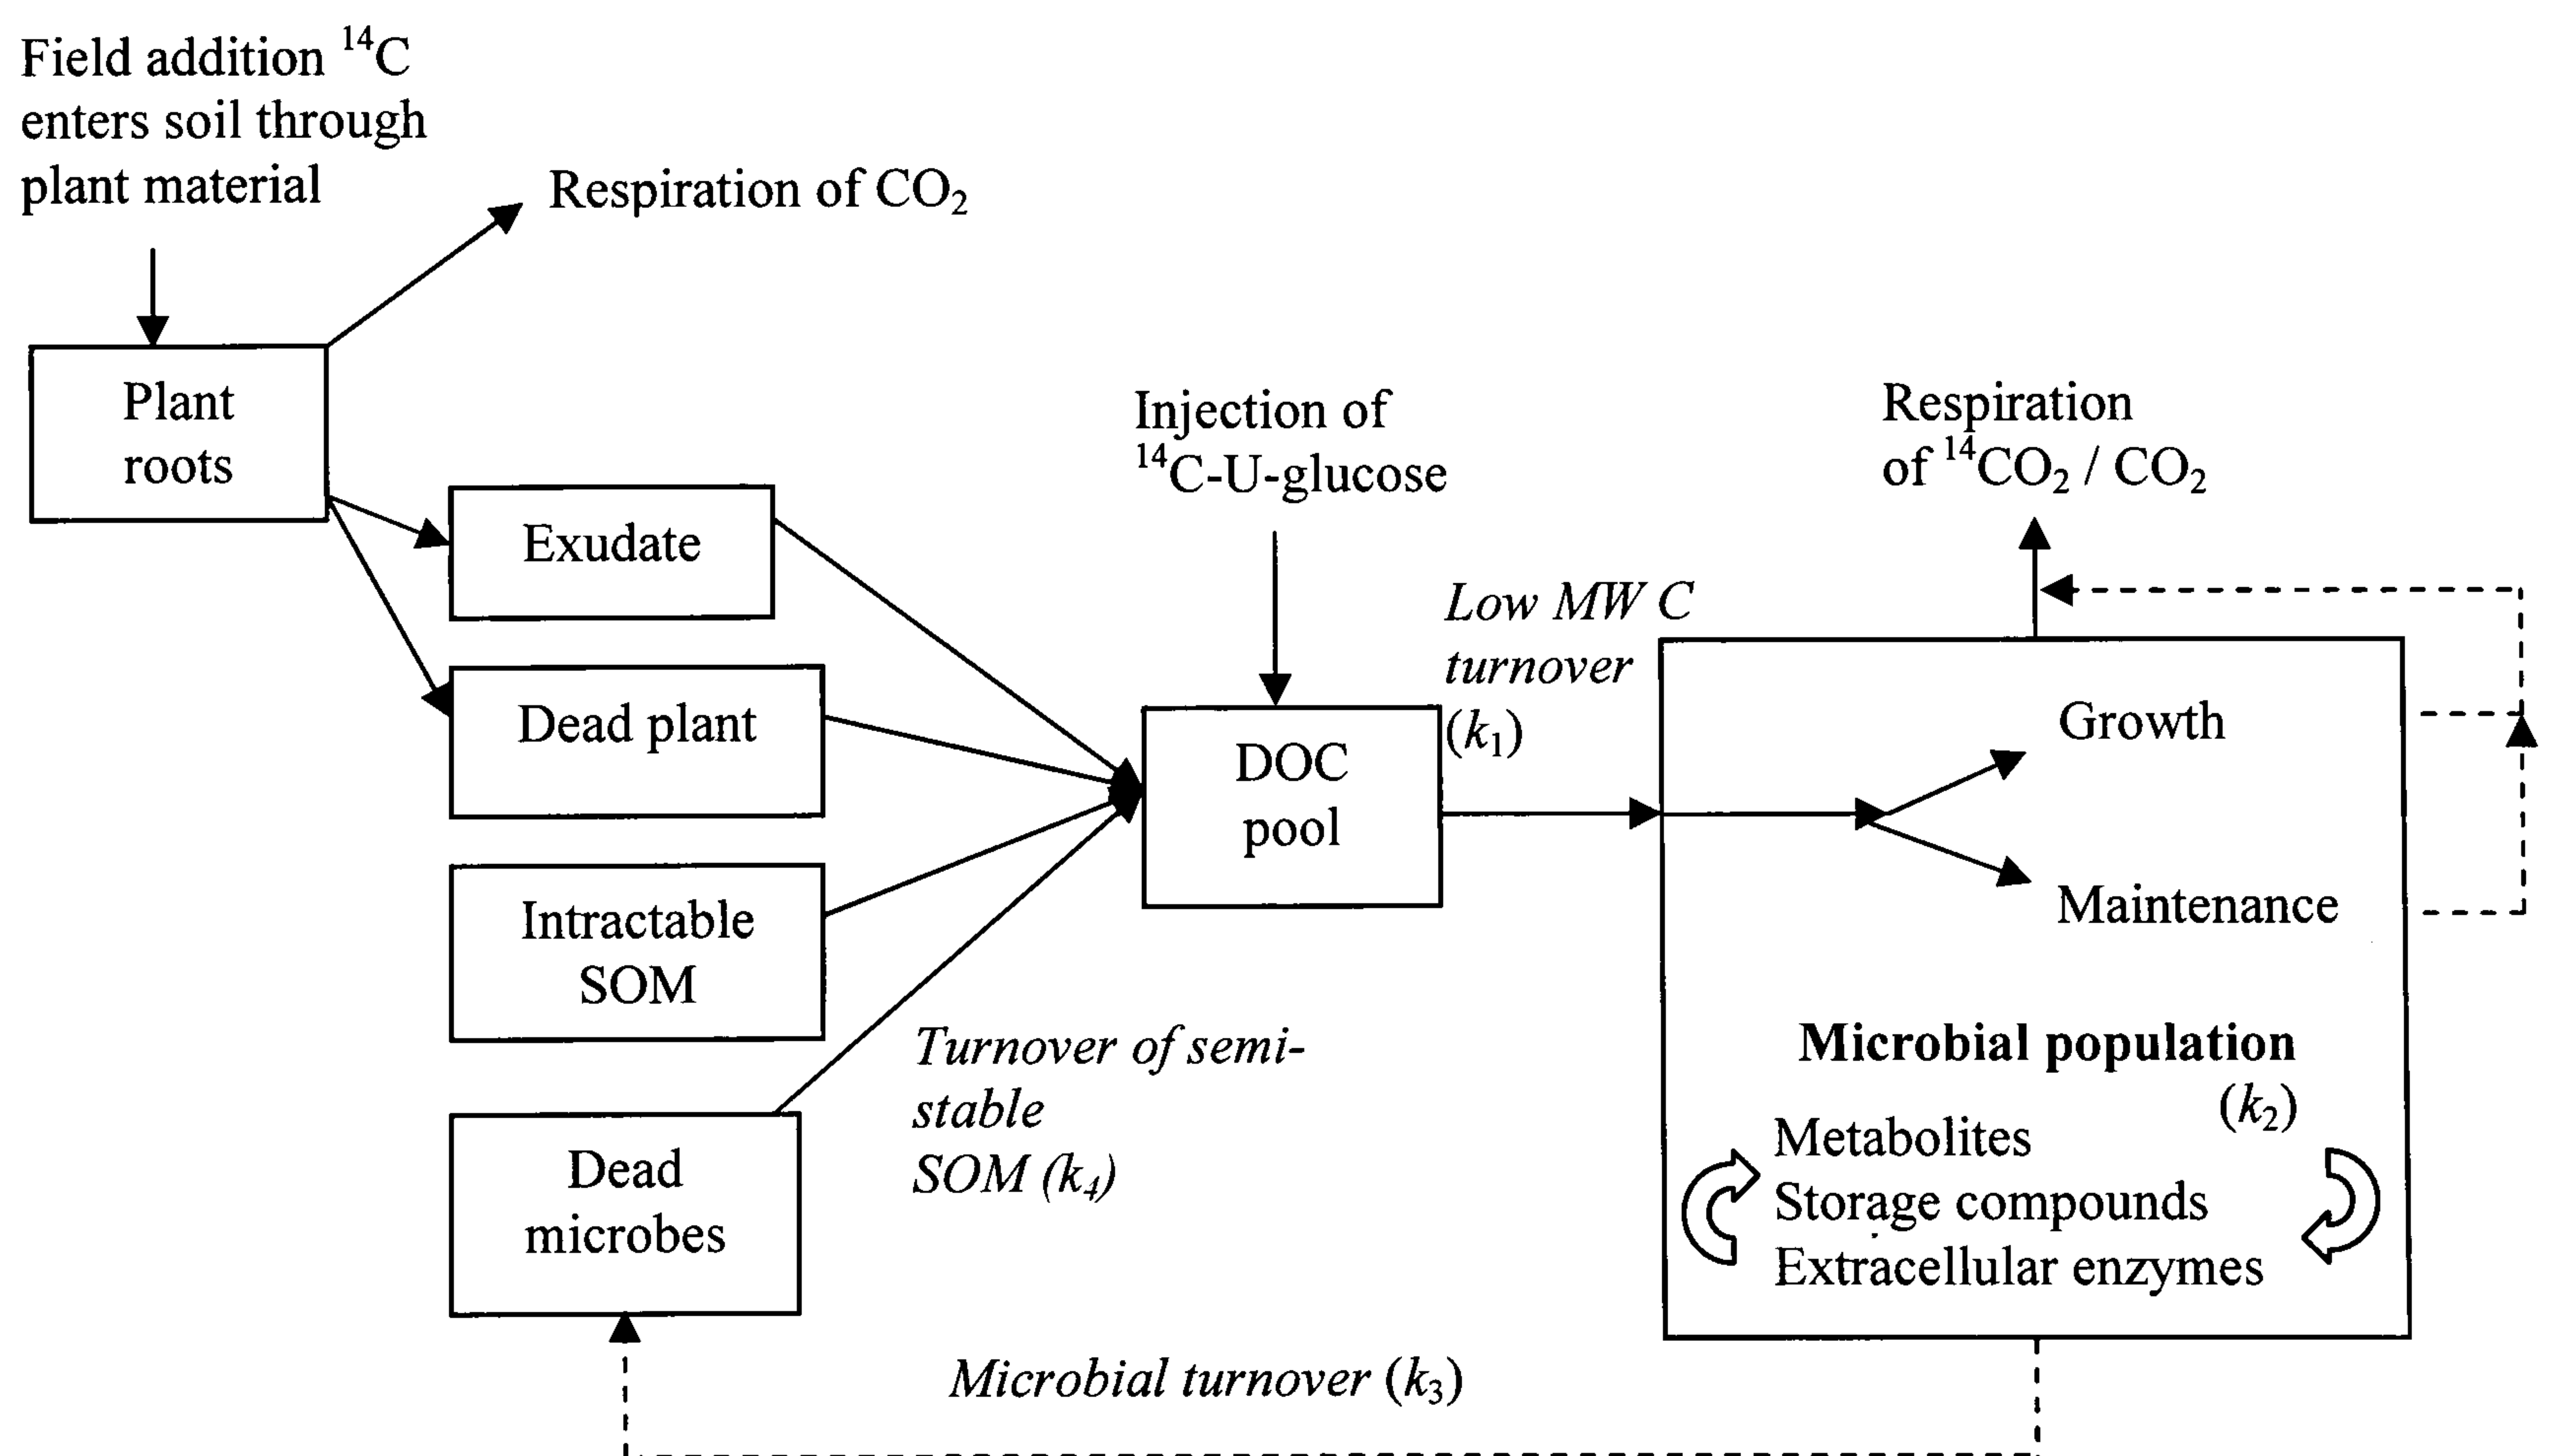 Field addition ¹⁴C
enters soil through
plant material
Respiration of CO₂
Plant
roots
Exudate
Dead plant
Intractable
SOM
Dead
microbes
Injection of
¹⁴C-U-glucose
DOC
pool
Low MW C
turnover
(k₁)
Turnover of semi-
stable
SOM (k₄)
Microbial turnover (k₃)
Respiration
of ¹⁴CO₂ / CO₂
Growth
Maintenance
Microbial population
(k₂)
Metabolites
Storage compounds
Extracellular enzymes